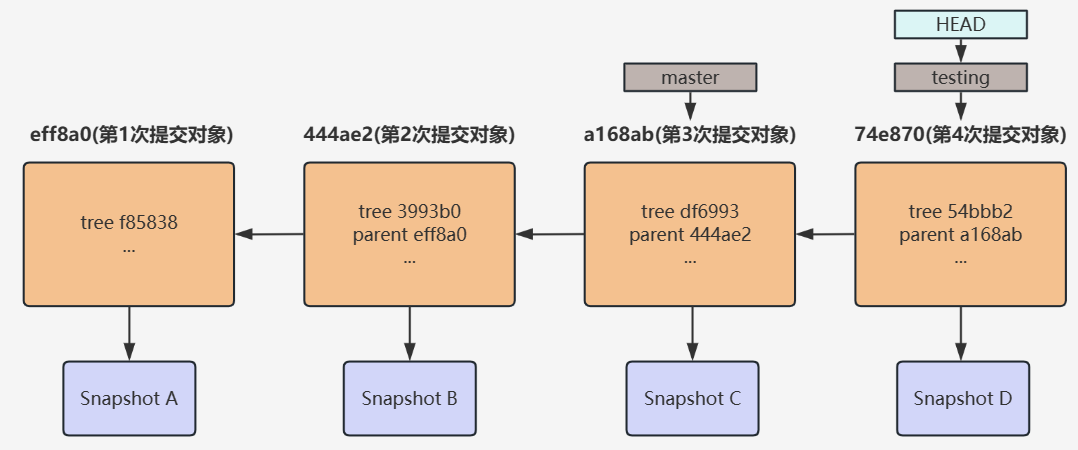 HEAD
master
testing
eff8a0(第1次提交对象)
444ae2(第2次提交对象)
a168ab(第3次提交对象)
74e870(第4次提交对象)
tree f85838
...
tree 3993b0
parent eff8a0
...
tree df6993
parent 444ae2
...
tree 54bbb2
parent a168ab
...
Snapshot A
Snapshot B
Snapshot C
Snapshot D